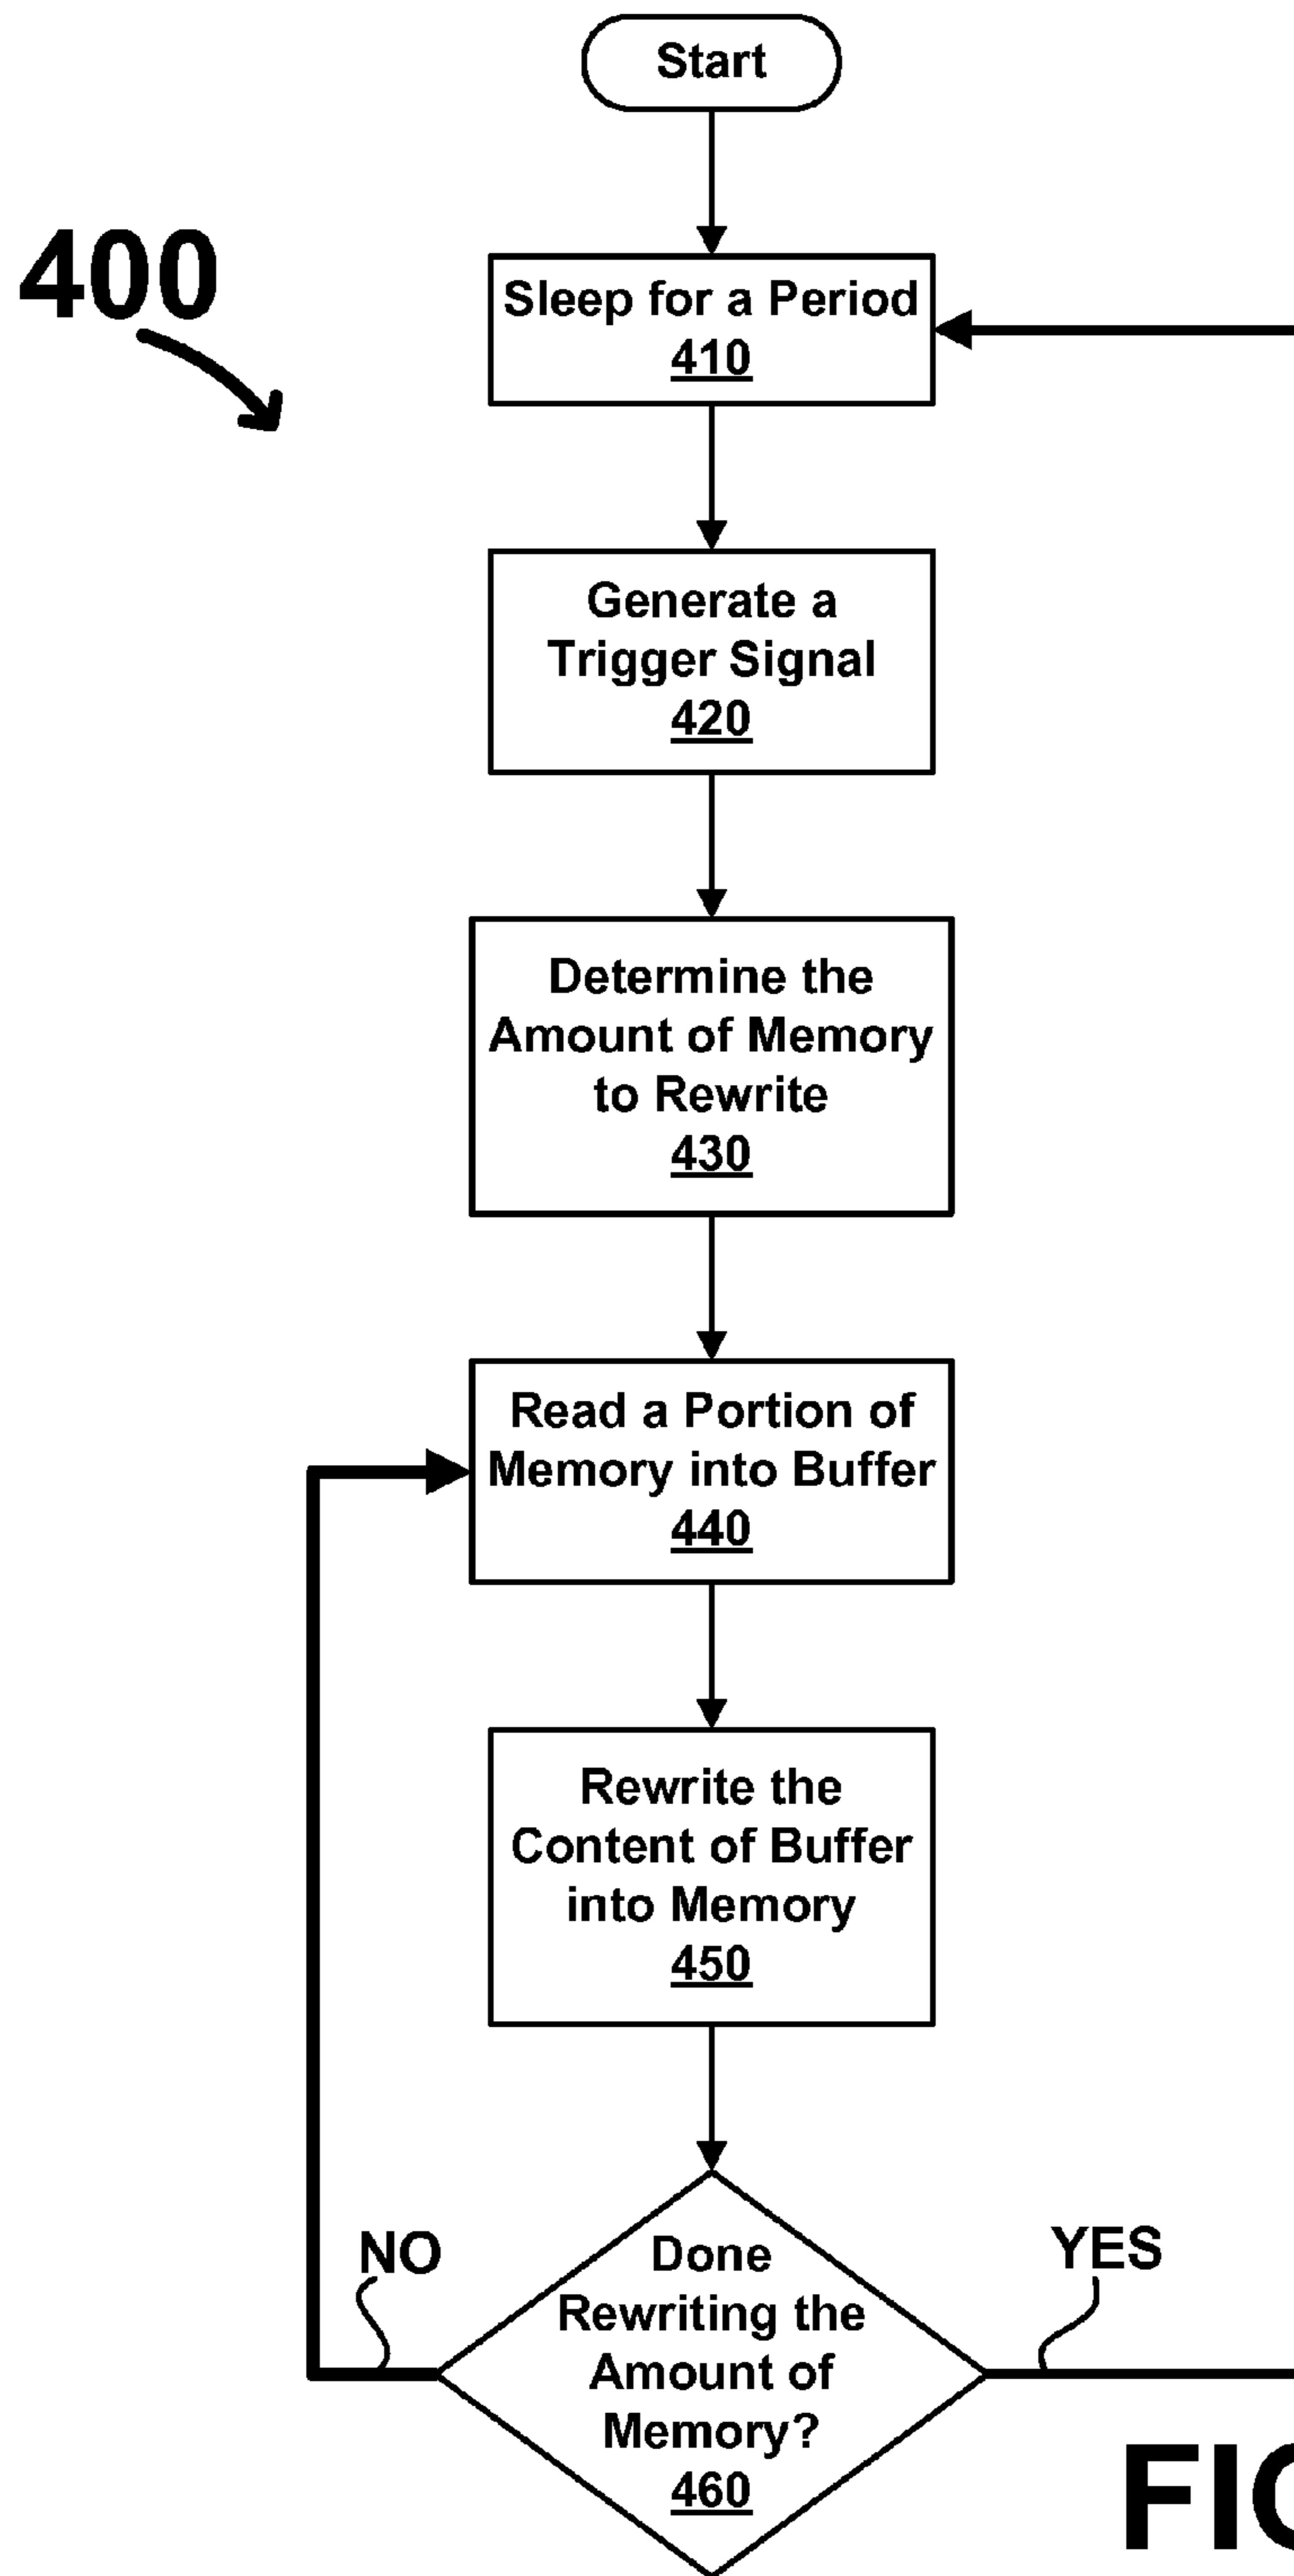 Start
400
Sleep for a Period
410
Generate a
Trigger Signal
420
Determine the
Amount of Memory
to Rewrite
430
Read a Portion of
Memory into Buffer
440
Rewrite the
Content of Buffer
into Memory
450
NO
YES
Done
Rewriting the
Amount of
Memory?
460